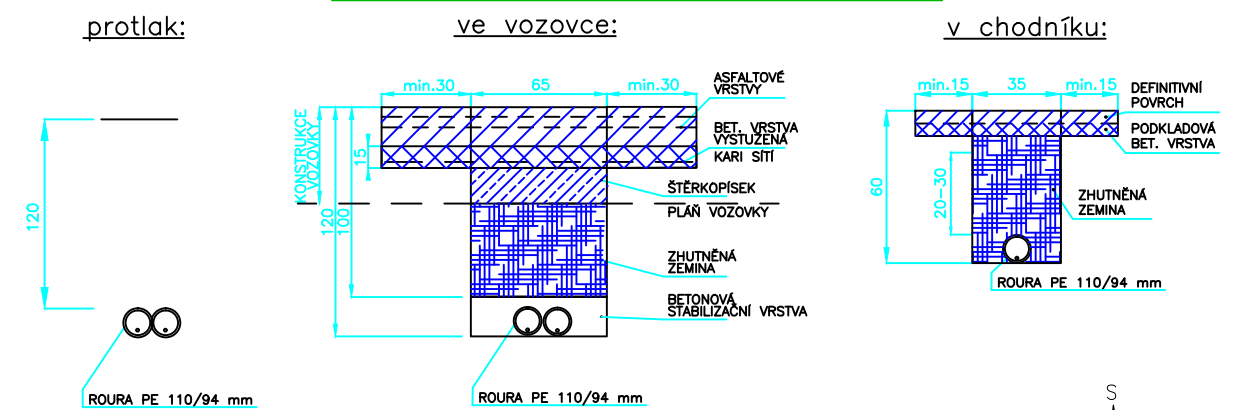 protlak:
120
ROURA PE 110/94 mm
ve vozovce:
min.30
65
min.30
KONSTRUKCE
VOZOVKY
15
120
100
ASFALTOVÉ
VRSTVY
BET. VRSTVA
VYSTUŽENÁ
KARI SÍTÍ
ŠTĚRKOPÍSEK
PLÁŇ VOZOVKY
ZHUTNĚNÁ
ZEMINA
BETONOVÁ
STABILIZAČNÍ VRSTVA
ROURA PE 110/94 mm
v chodníku:
min.15
35
min.15
60
20-30
DEFINITIVNÍ
POVRCH
PODKLADOVÁ
BET. VRSTVA
ZHUTNĚNÁ
ZEMINA
ROURA PE 110/94 mm
S